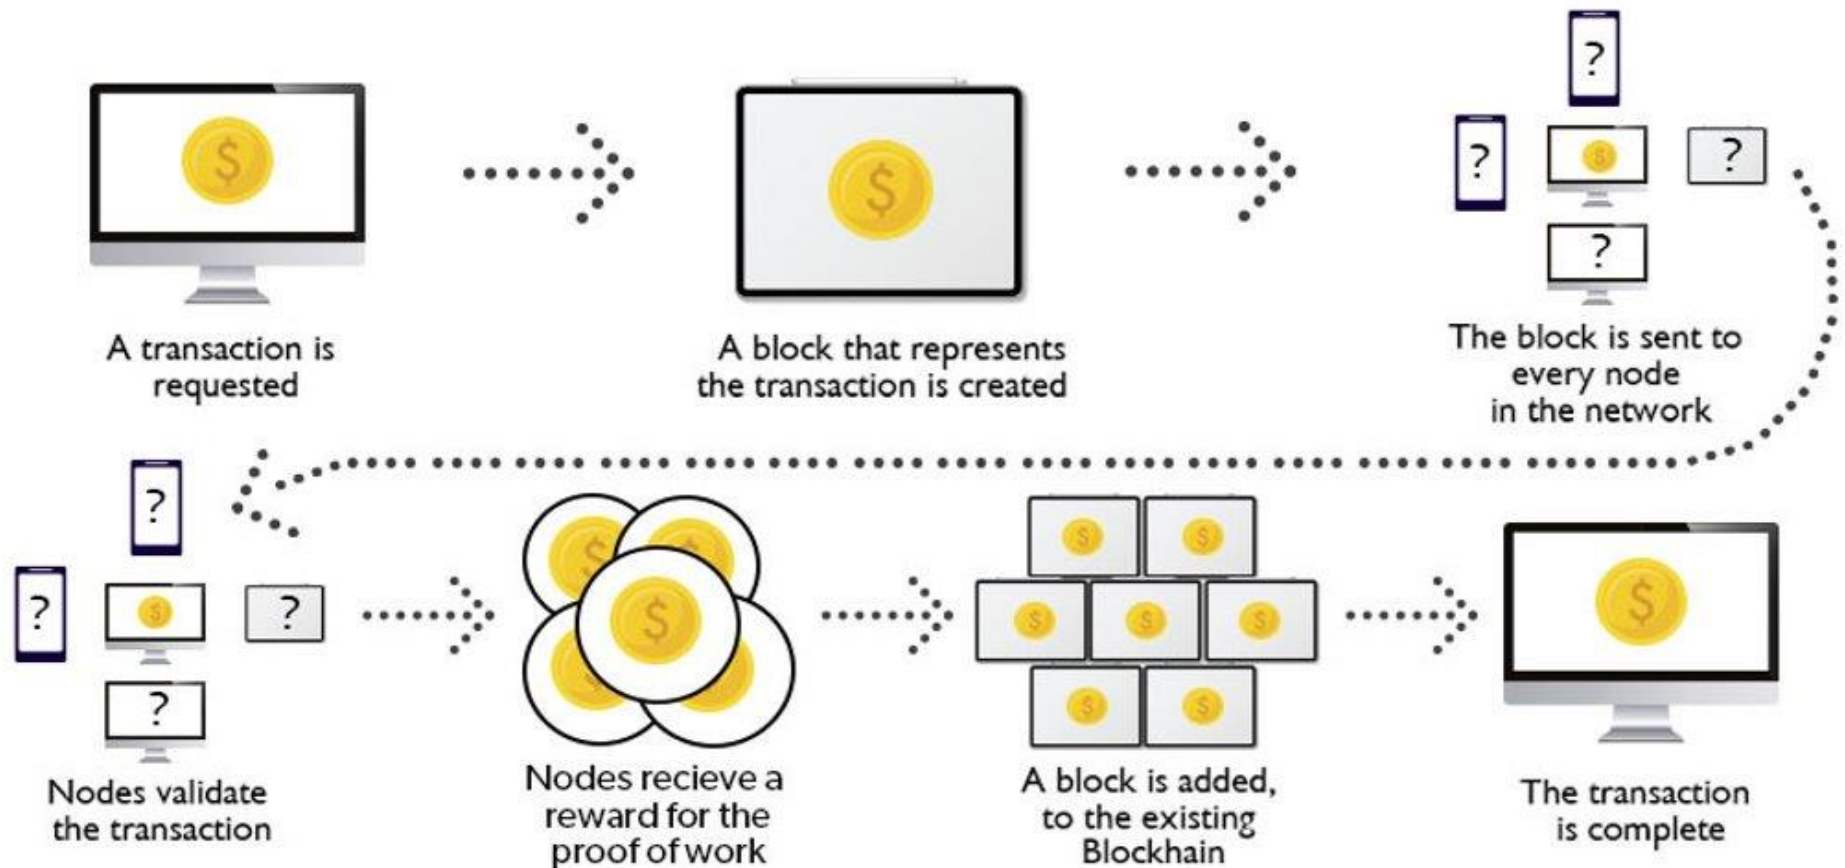 $
$
?
?
$
?
?
A transaction is
requested
A block that represents
the transaction is created
The block is sent to
every node
in the network
?
?
$
?
?
$
$
$
$
$
$
$
$
$
$
$
$
Nodes validate
the transaction
Nodes recieve a
reward for the
proof of work
A block is added,
to the existing
Blockhain
The transaction
is complete